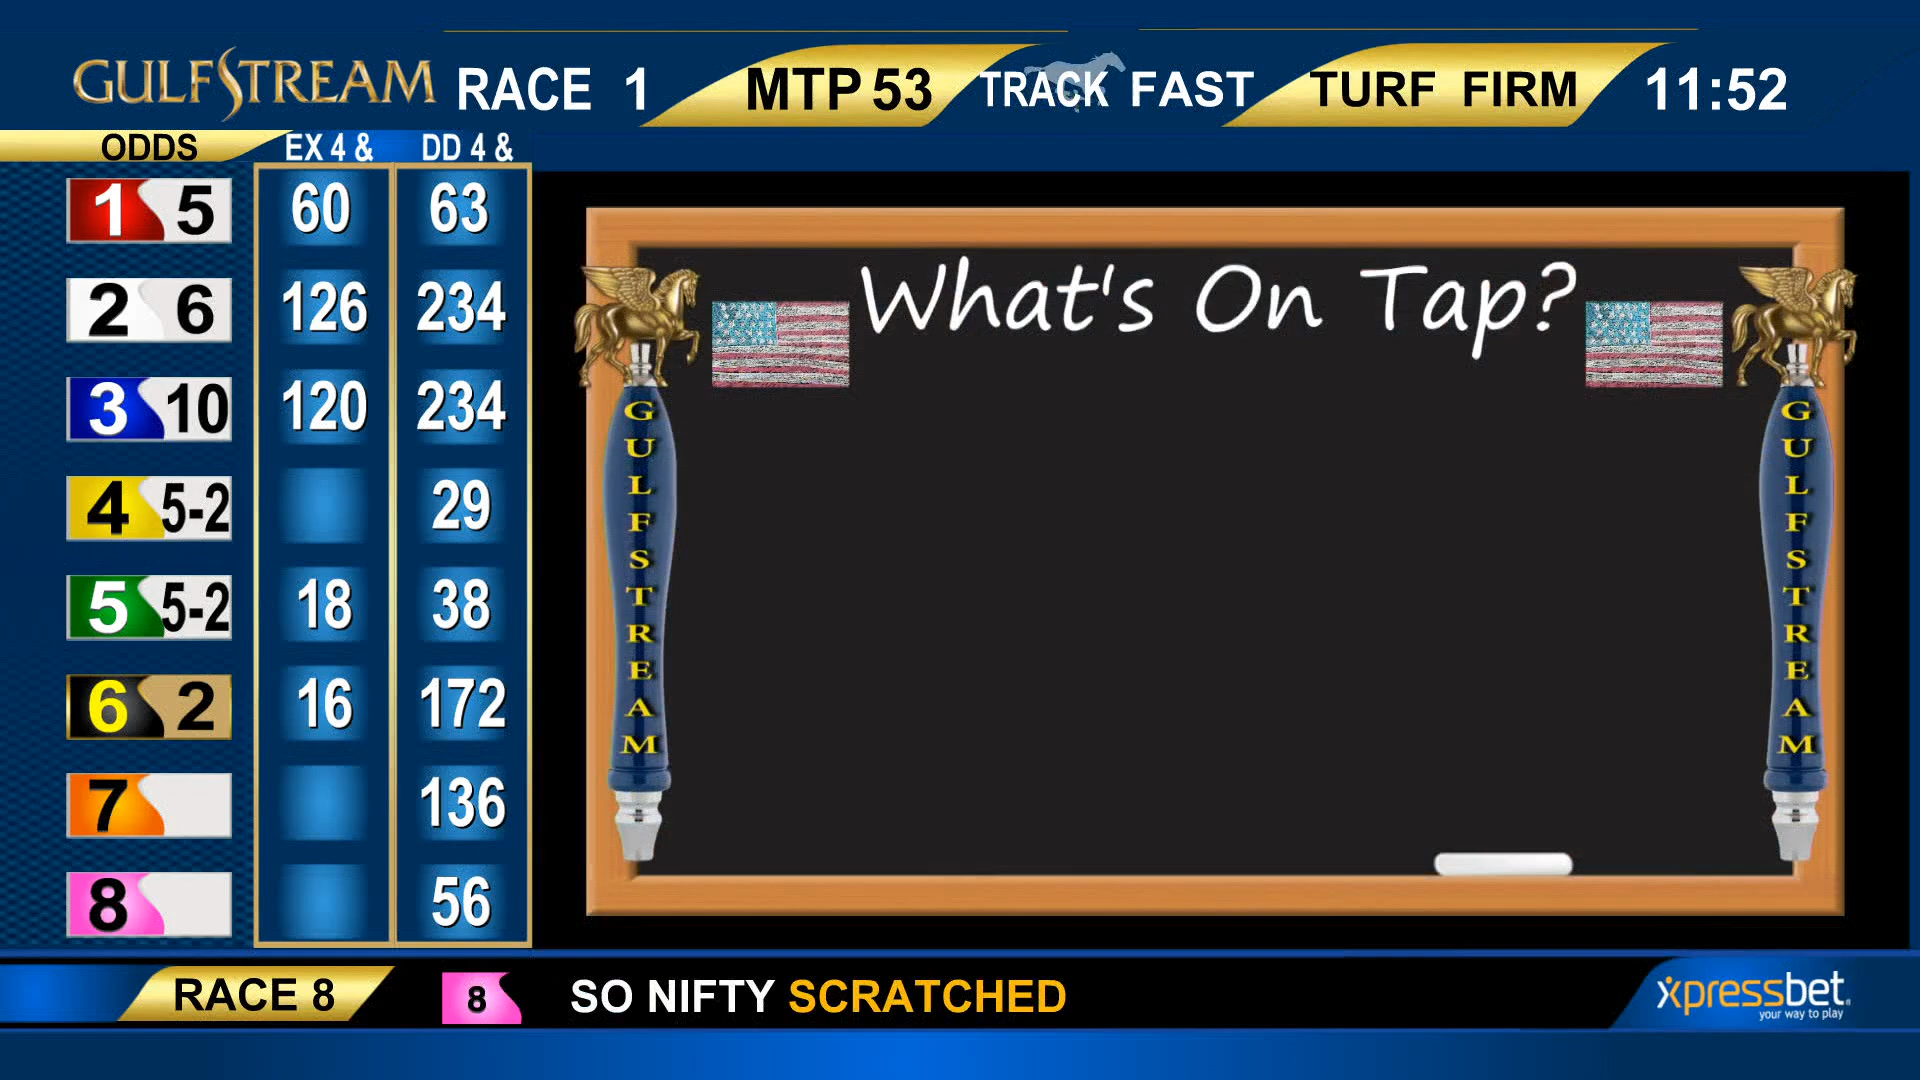 GULFSTREAM RACE 1 MTP 53 TRACK FAST TURF FIRM 11:52
ODDS EX 4 & DD 4 &
1 5 60 63
2 6 126 234
3 10 120 234
4 5-2 29
5 5-2 18 38
6 2 16 172
7 136
8 56
What's On Tap?
GULFSTREAM
GULFSTREAM
RACE 8 8 SO NIFTY SCRATCHED
xpressbet
your way to play